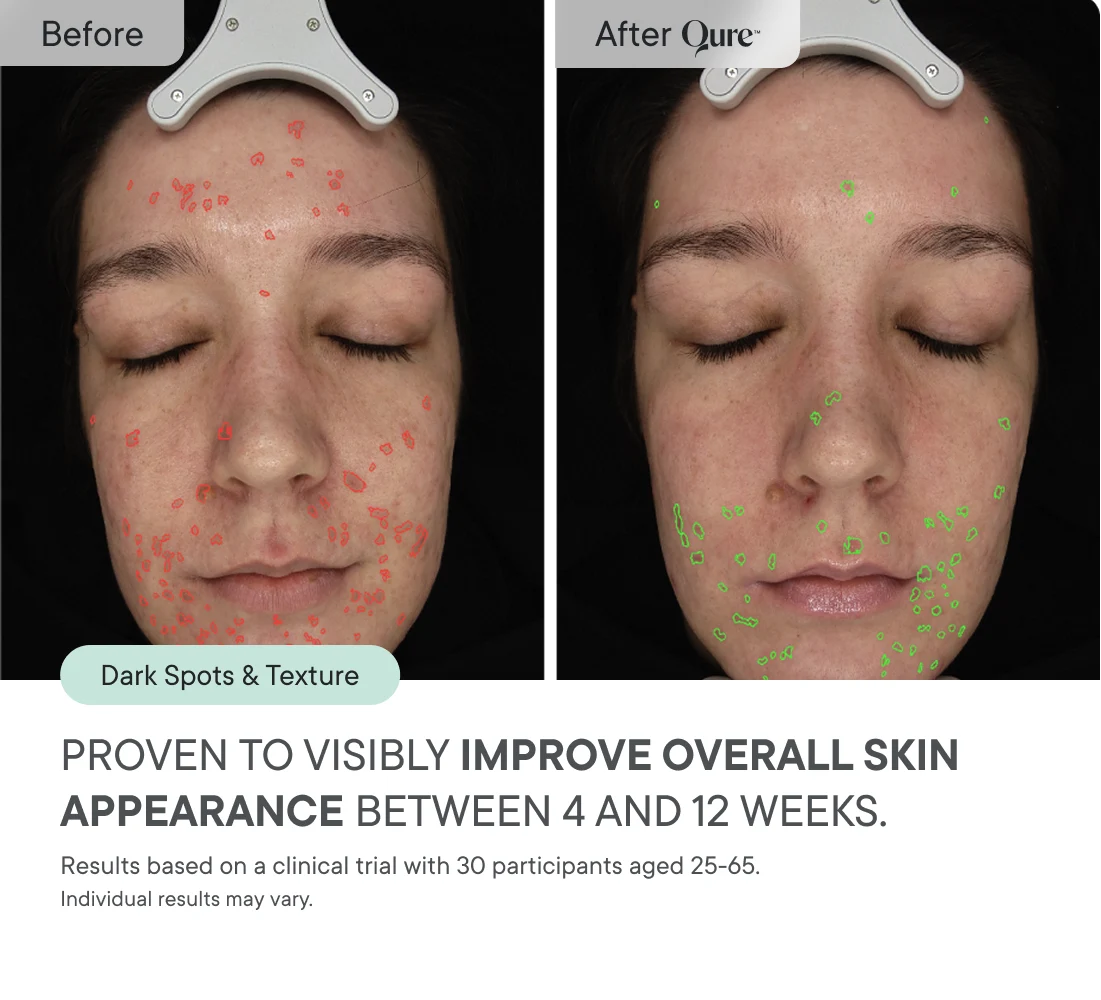 Before
After Qure™
Dark Spots & Texture
PROVEN TO VISIBLY IMPROVE OVERALL SKIN
APPEARANCE BETWEEN 4 AND 12 WEEKS.
Results based on a clinical trial with 30 participants aged 25-65.
Individual results may vary.